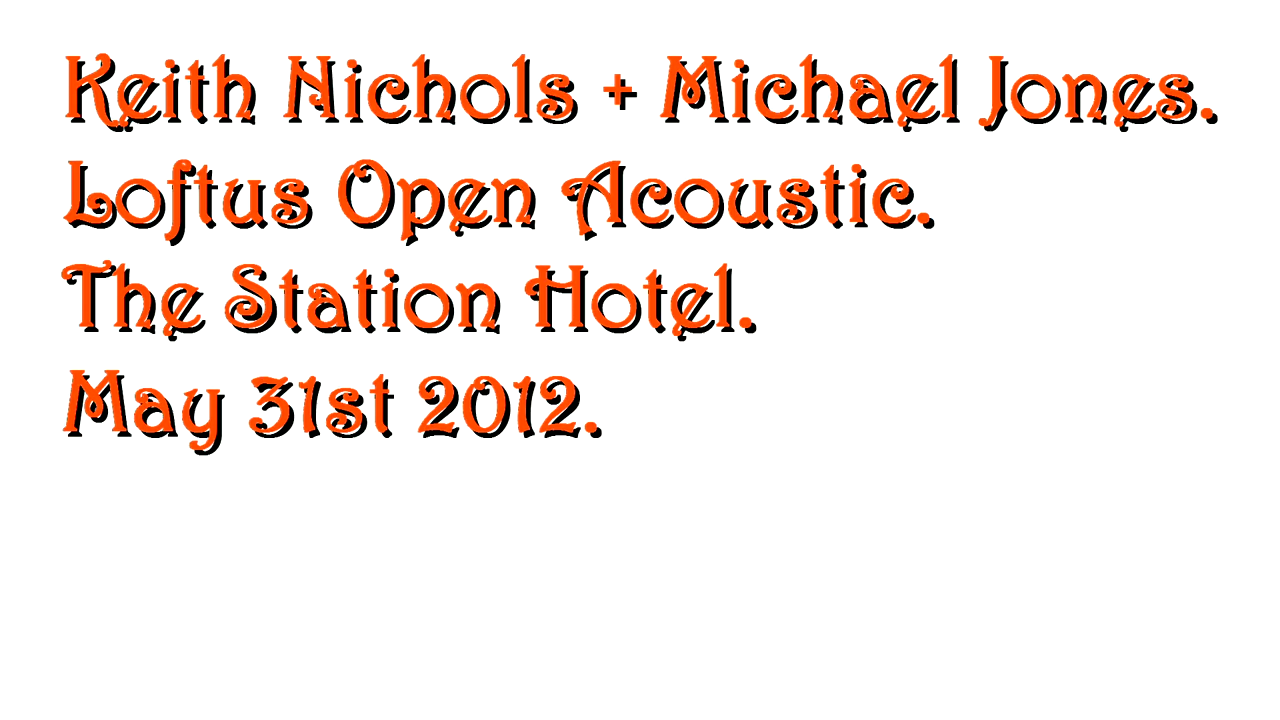 Keith Nichols + Michael Jones.
Loftus Open Acoustic.
The Station Hotel.
May 31st 2012.